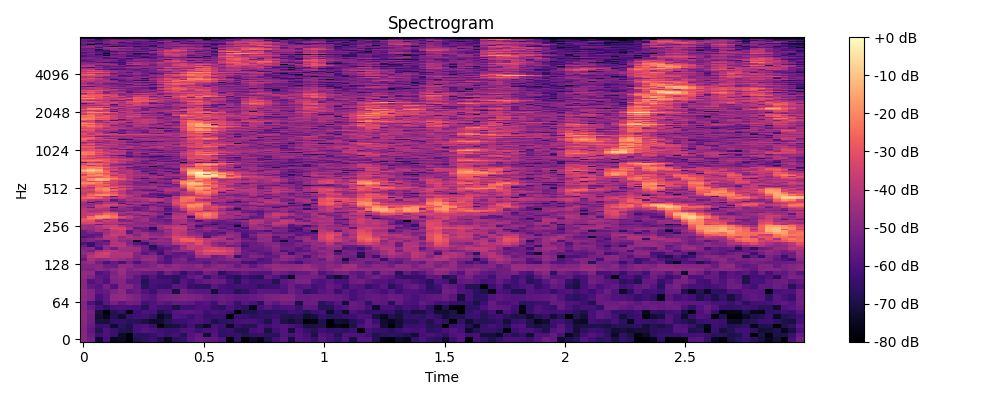 Spectrogram
Hz
4096
2048
1024
512
256
128
64
0
0
0.5
1
1.5
2
2.5
Time
+0 dB
-10 dB
-20 dB
-30 dB
-40 dB
-50 dB
-60 dB
-70 dB
-80 dB